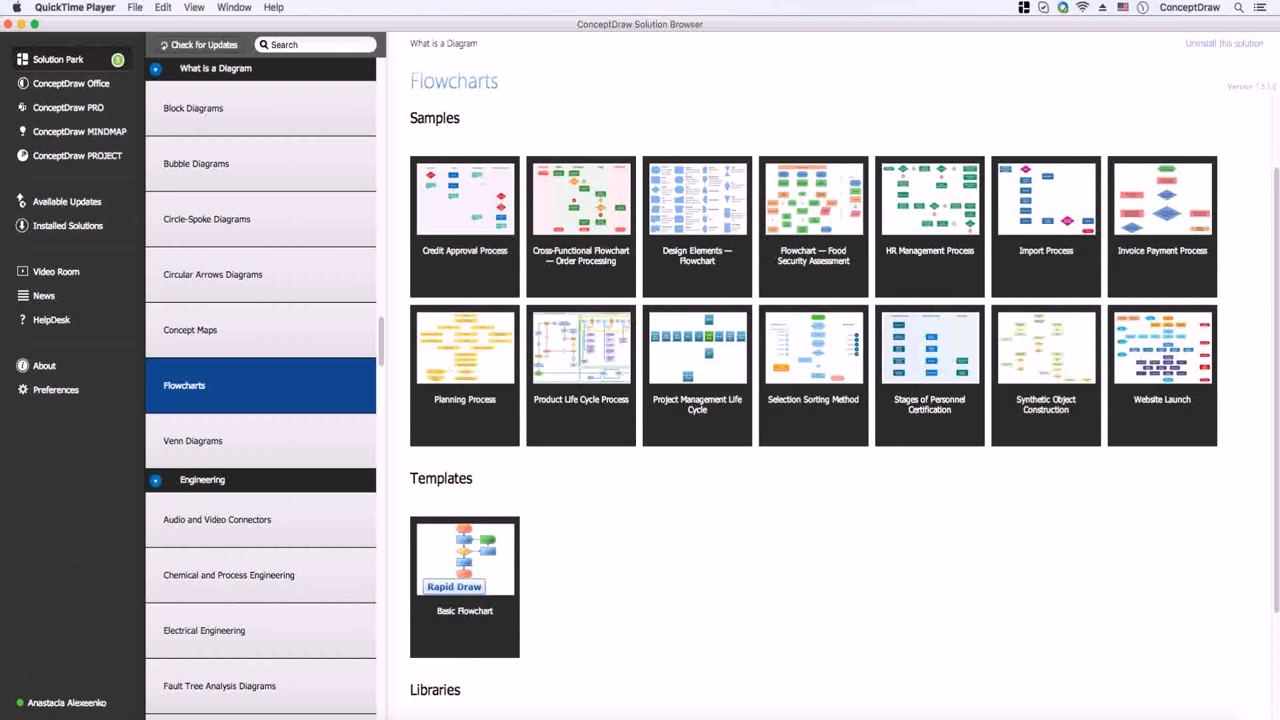 QuickTime Player File Edit View Window Help ConceptDraw
ConceptDraw Solution Browser
Solution Park
ConceptDraw Office
ConceptDraw PRO
ConceptDraw MINDMAP
ConceptDraw PROJECT
Available Updates
Installed Solutions
Video Room
News
HelpDesk
About
Preferences
Anastacia Alexeenko
Check for Updates Search
What is a Diagram
Block Diagrams
Bubble Diagrams
Circle-Spoke Diagrams
Circular Arrows Diagrams
Concept Maps
Flowcharts
Venn Diagrams
Engineering
Audio and Video Connectors
Chemical and Process Engineering
Electrical Engineering
Fault Tree Analysis Diagrams
What is a Diagram Uninstall this solution
Flowcharts
Samples
Credit Approval Process
Cross-Functional Flowchart
— Order Processing
Design Elements —
Flowchart
Flowchart — Food
Security Assessment
HR Management Process
Import Process
Invoice Payment Process
Planning Process
Product Life Cycle Process
Project Management Life
Cycle
Selection Sorting Method
Stages of Personnel
Certification
Synthetic Object
Construction
Website Launch
Templates
Rapid Draw
Basic Flowchart
Libraries